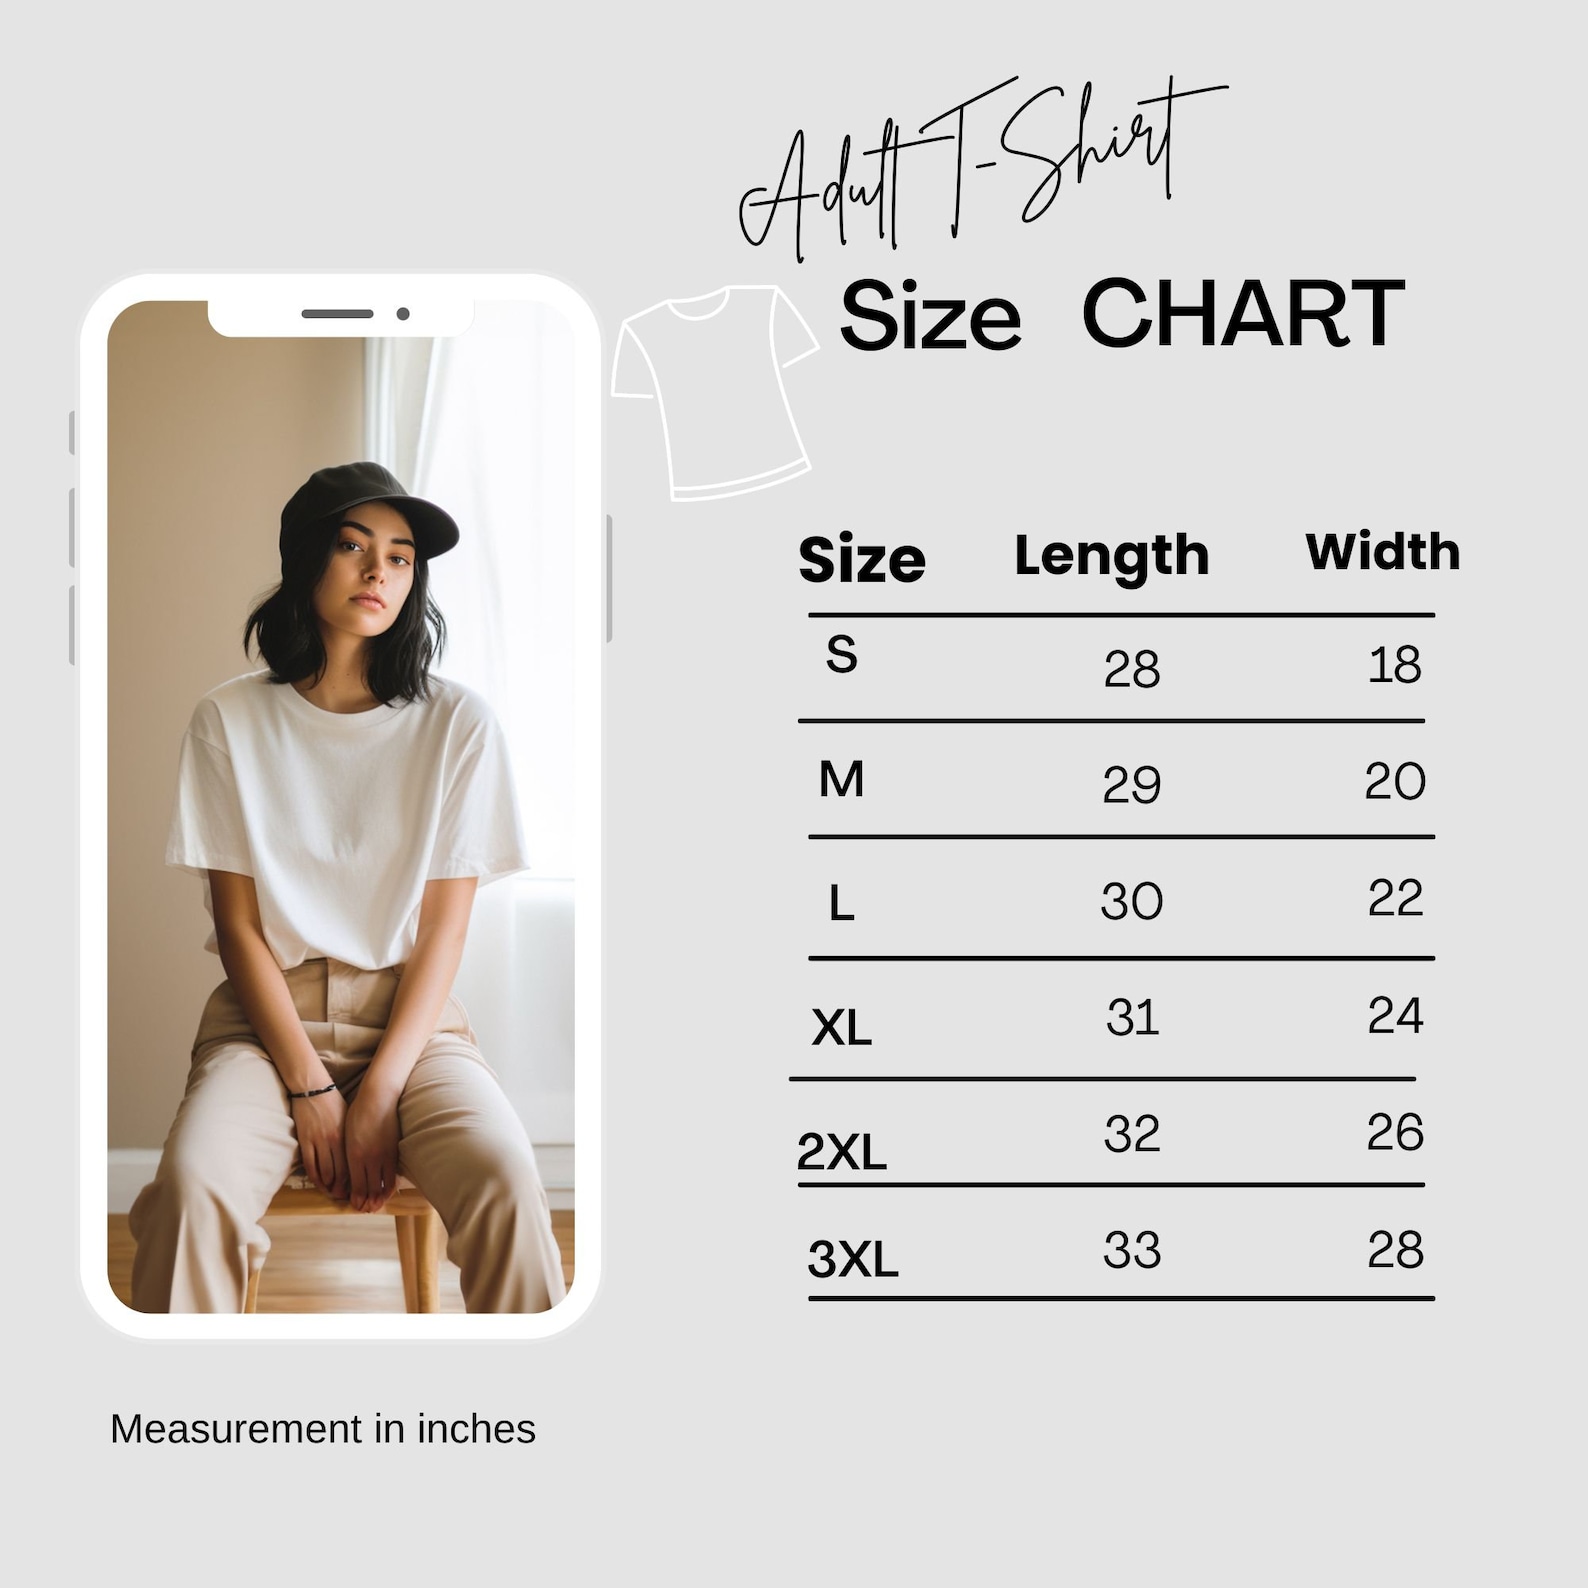 Adult T-Shirt
Size CHART
Size Length Width
S 28 18
M 29 20
L 30 22
XL 31 24
2XL 32 26
3XL 33 28
Measurement in inches